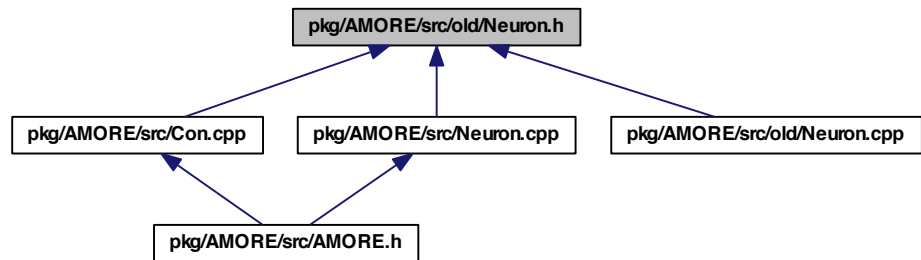 pkg/AMORE/src/old/Neuron.h
pkg/AMORE/src/Con.cpp
pkg/AMORE/src/Neuron.cpp
pkg/AMORE/src/old/Neuron.cpp
pkg/AMORE/src/AMORE.h